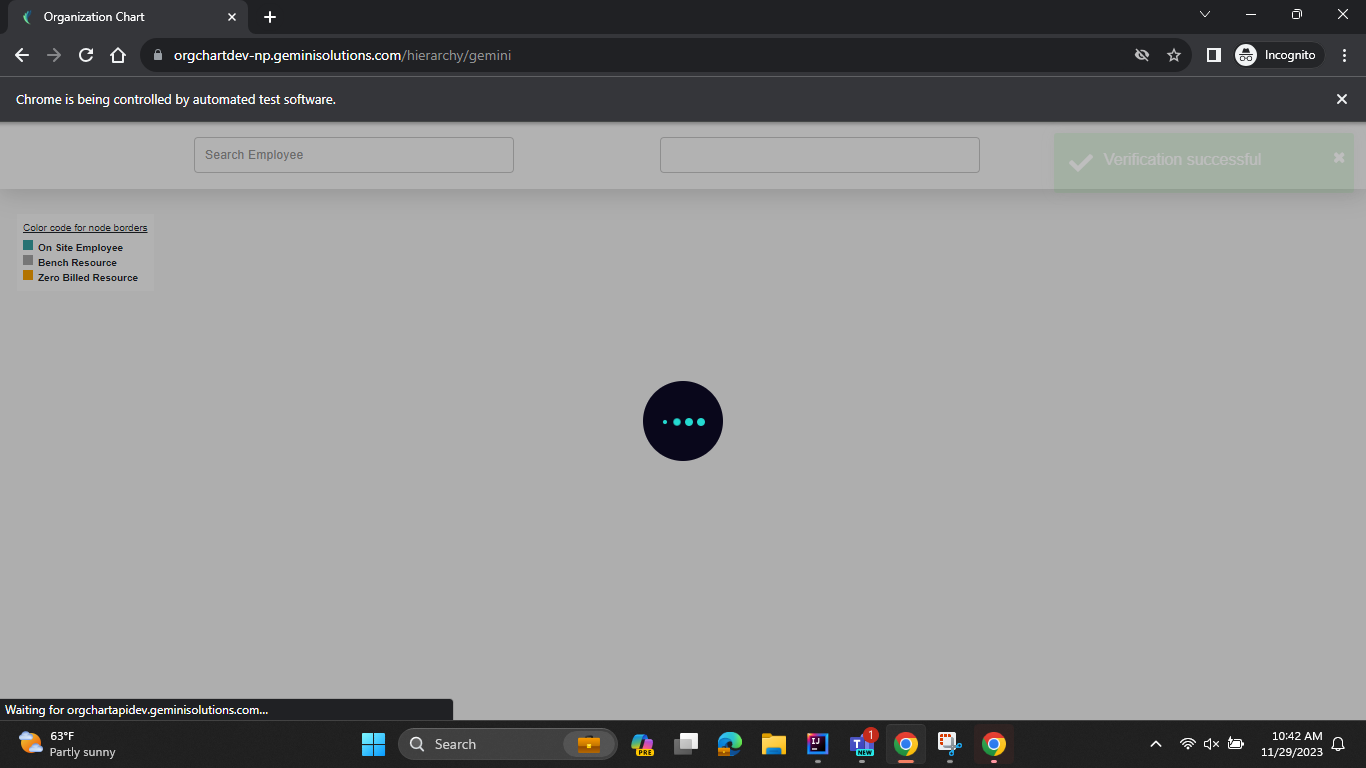 Organization Chart
orgchartdev-np.geminisolutions.com/hierarchy/gemini
Incognito
Chrome is being controlled by automated test software.
Search Employee
Verification successful
Color code for node borders
On Site Employee
Bench Resource
Zero Billed Resource
Waiting for orgchartapidev.geminisolutions.com...
63°F
Partly sunny
Search
PRE
IJ
T
NEW
1
10:42 AM
11/29/2023